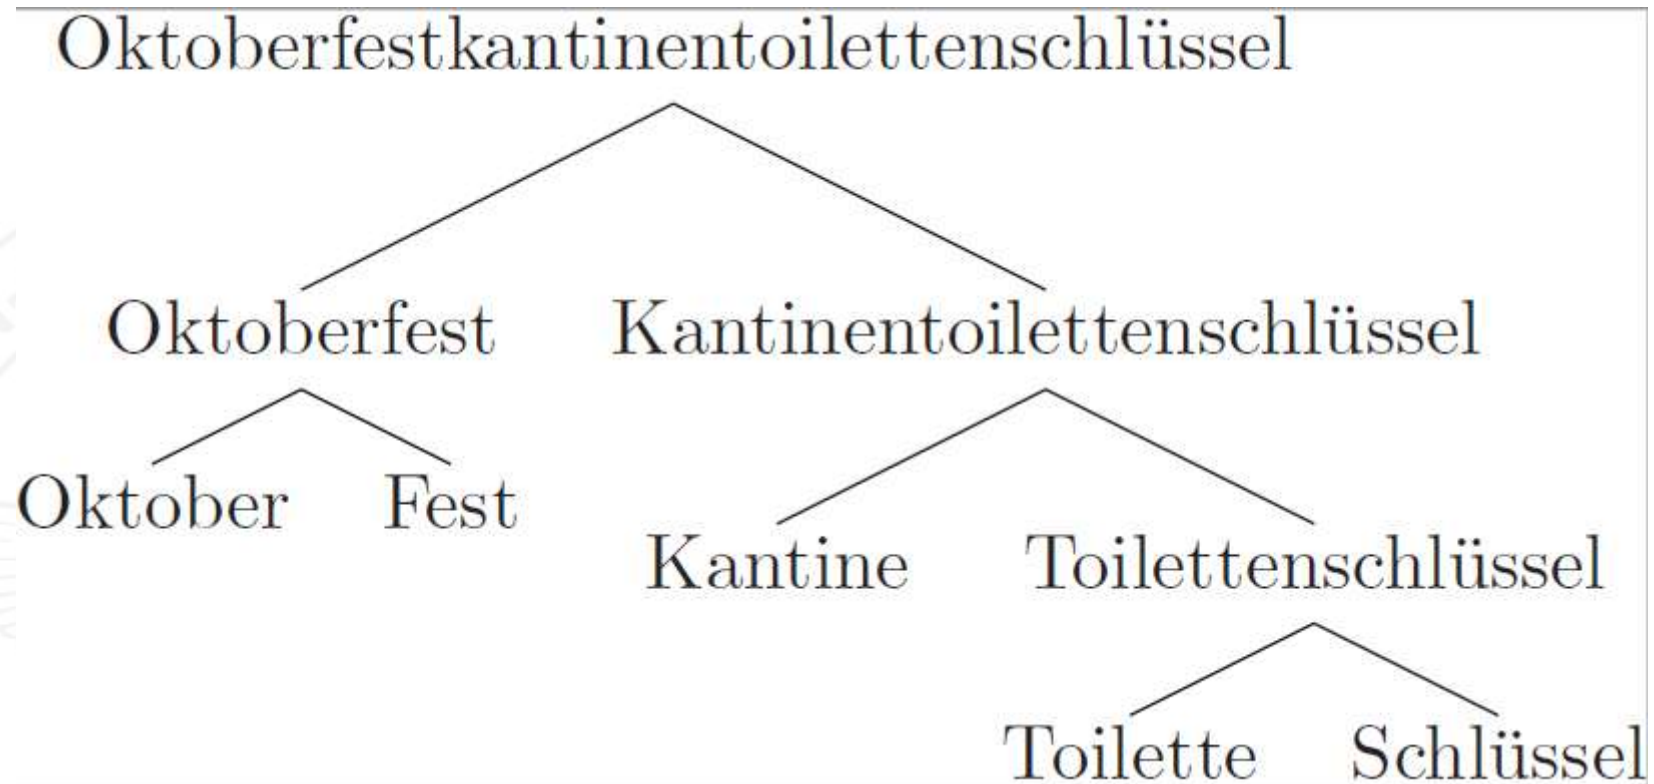 Oktoberfestkantinentoilettenschlüssel
Oktoberfest Kantinentoilettenschlüssel
Oktober Fest
Kantine Toilettenschlüssel
Toilette Schlüssel